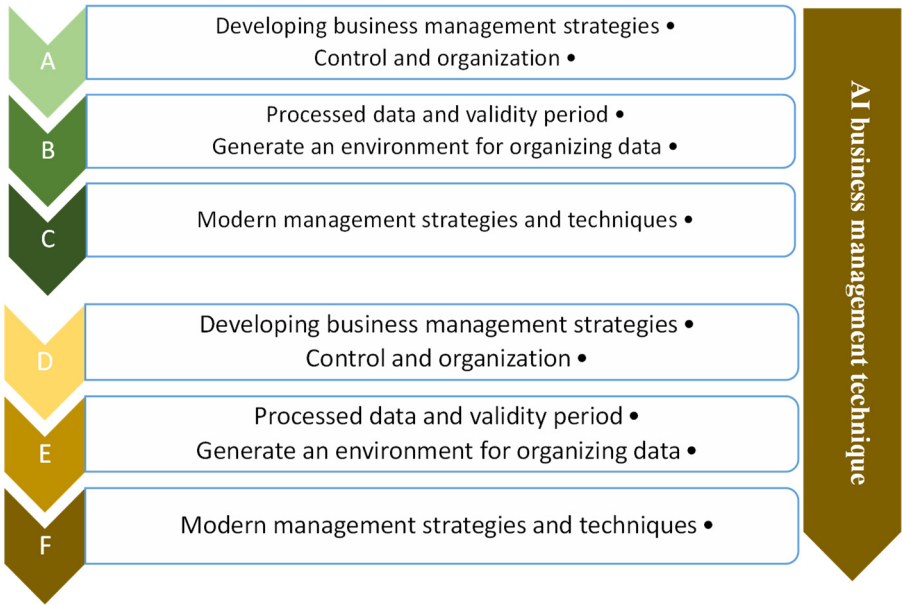 A
Developing business management strategies •
Control and organization •
B
Processed data and validity period •
Generate an environment for organizing data •
C
Modern management strategies and techniques •
D
Developing business management strategies •
Control and organization •
E
Processed data and validity period •
Generate an environment for organizing data •
F
Modern management strategies and techniques •
AI business management technique